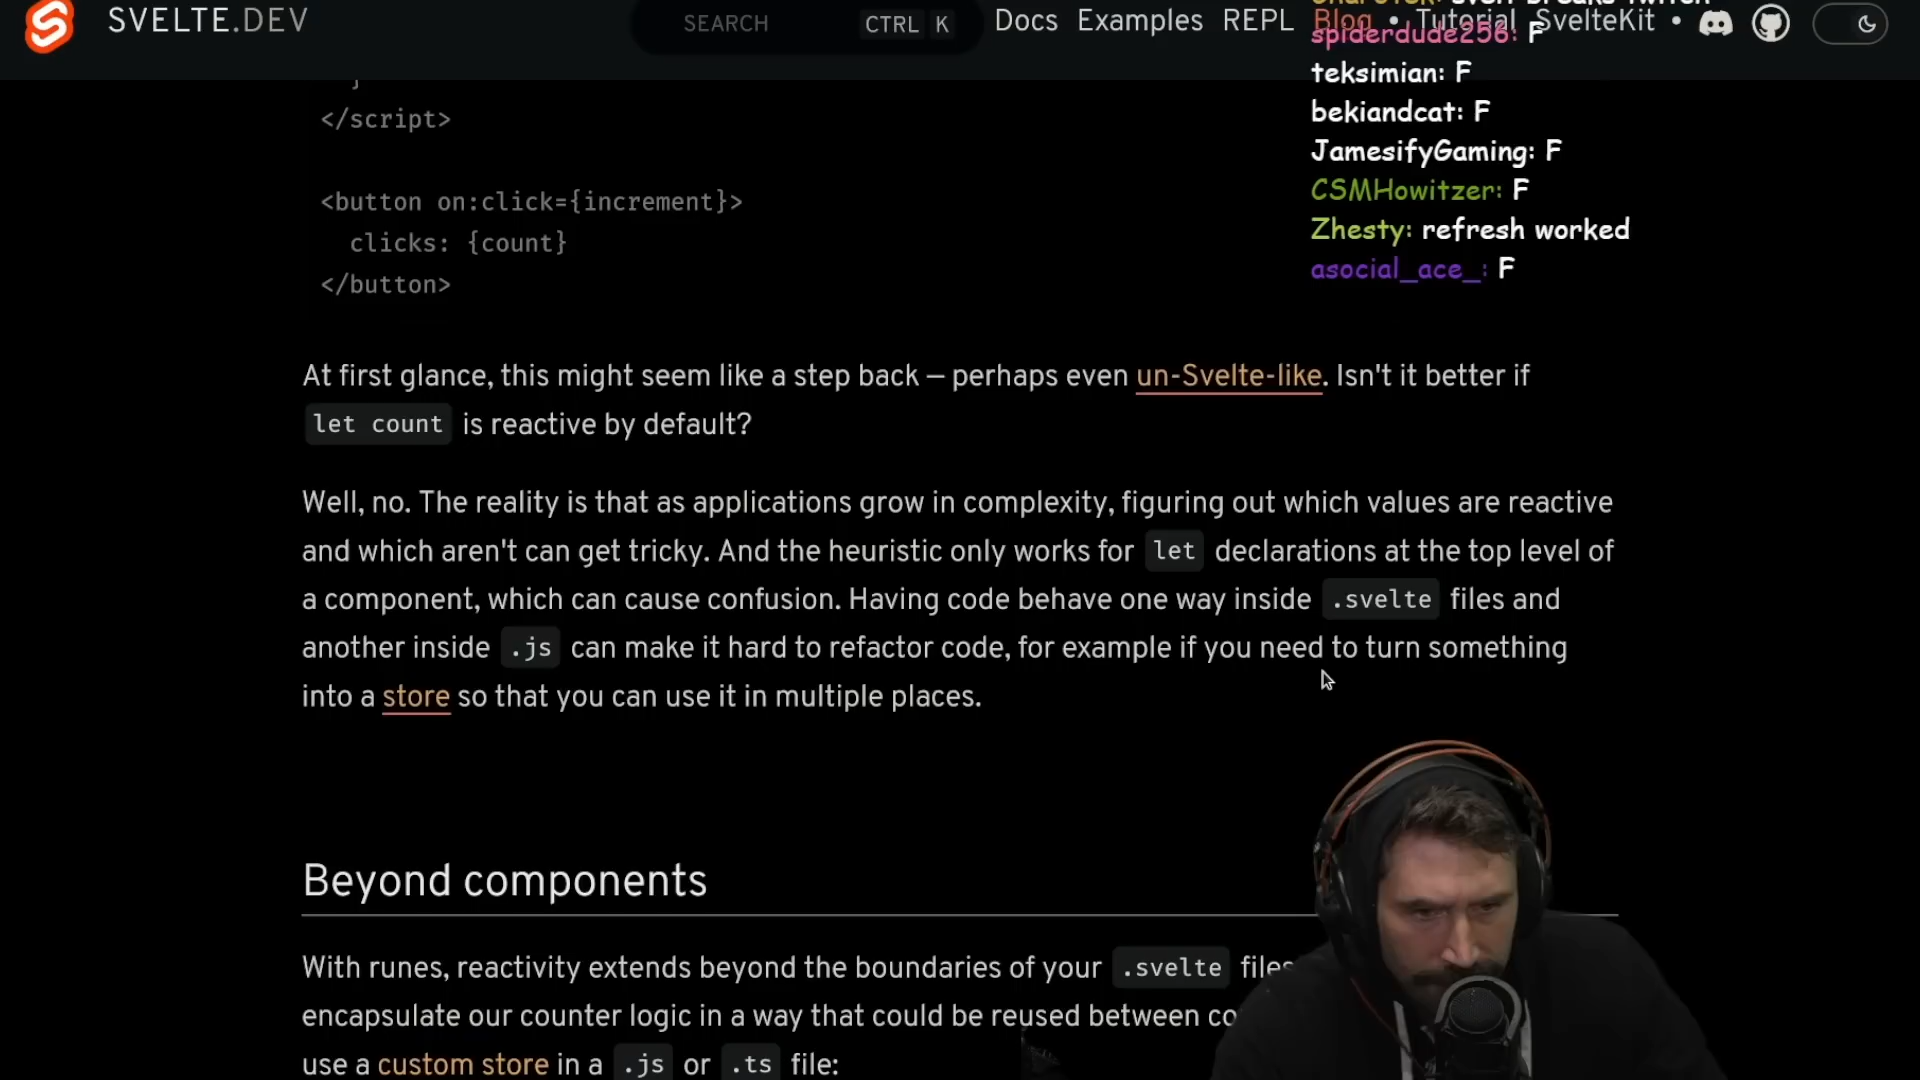 SVELTE.DEV
SEARCH CTRL K
Docs Examples REPL Blog • Tutorial SvelteKit •
spiderdude256: F
teksimian: F
bekiandcat: F
JamesifyGaming: F
CSMHowitzer: F
Zhesty: refresh worked
asocial_ace_: F
}
</script>
<button on:click={increment}>
clicks: {count}
</button>
At first glance, this might seem like a step back — perhaps even un-Svelte-like. Isn't it better if
let count is reactive by default?
Well, no. The reality is that as applications grow in complexity, figuring out which values are reactive
and which aren't can get tricky. And the heuristic only works for let declarations at the top level of
a component, which can cause confusion. Having code behave one way inside .svelte files and
another inside .js can make it hard to refactor code, for example if you need to turn something
into a store so that you can use it in multiple places.
Beyond components
With runes, reactivity extends beyond the boundaries of your .svelte files
encapsulate our counter logic in a way that could be reused between
use a custom store in a .js or .ts file: